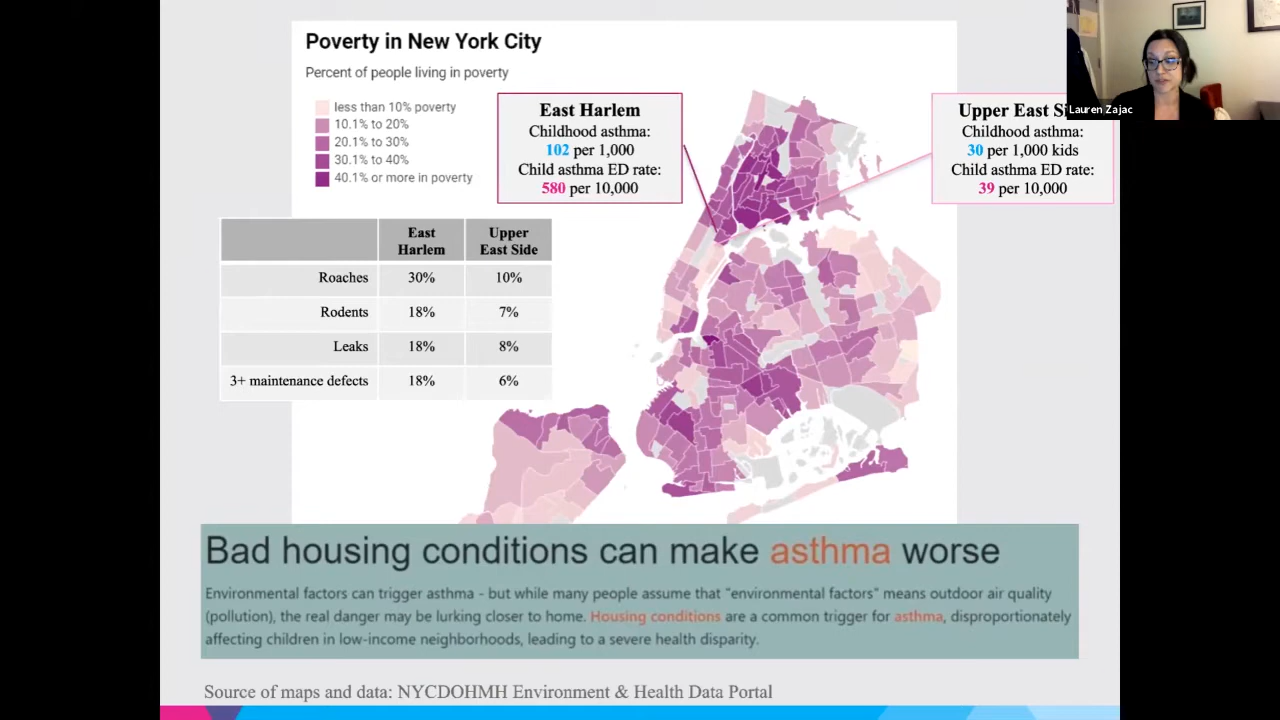 Poverty in New York City
Percent of people living in poverty
less than 10% poverty
10.1% to 20%
20.1% to 30%
30.1% to 40%
40.1% or more in poverty
East Harlem
Childhood asthma:
102 per 1,000
Child asthma ED rate:
580 per 10,000
Upper East Si
Childhood asthma:
30 per 1,000 kids
Child asthma ED rate:
39 per 10,000
Lauren Zajac
East Harlem Upper East Side
Roaches 30% 10%
Rodents 18% 7%
Leaks 18% 8%
3+ maintenance defects 18% 6%
Bad housing conditions can make asthma worse
Environmental factors can trigger asthma - but while many people assume that "environmental factors" means outdoor air quality
(pollution), the real danger may be lurking closer to home. Housing conditions are a common trigger for asthma, disproportionately
affecting children in low-income neighborhoods, leading to a severe health disparity.
Source of maps and data: NYCDOHMH Environment & Health Data Portal